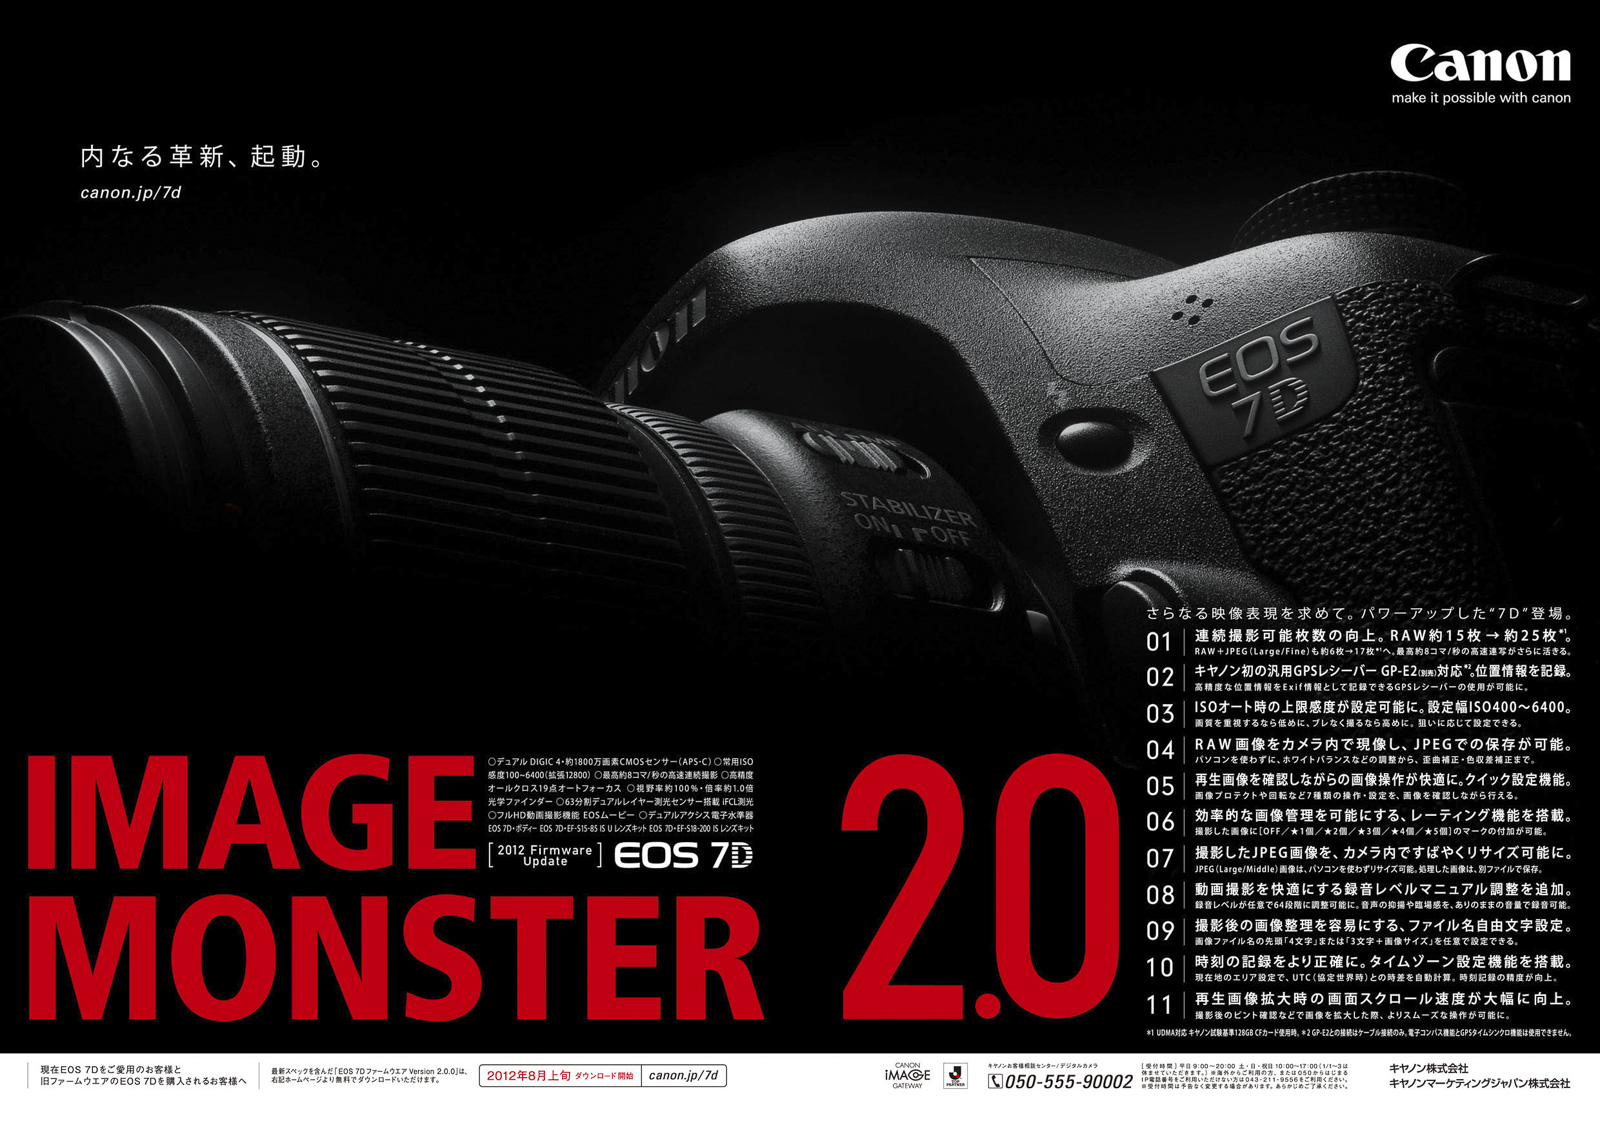 Canon
make it possible with canon
内なる革新、起動。
canon.jp/7d
EOS
7D
STABILIZER
ON OFF
さらなる映像表現を求めて。パワーアップした“7D”登場。
01 連続撮影可能枚数の向上。RAW約15枚→約25枚*1。
RAW+JPEG(Large/Fine)も約6枚→17枚*1へ。最高約8コマ/秒の高速連写がさらに活きる。
02 キヤノン初の汎用GPSレシーバー GP-E2(別売)対応*2。位置情報を記録。
高精度な位置情報をExif情報として記録できるGPSレシーバーの使用が可能に。
03 ISOオート時の上限感度が設定可能に。設定幅ISO400〜6400。
画質を重視するなら低めに、ブレなく撮るなら高めに。狙いに応じて設定できる。
04 RAW画像をカメラ内で現像し、JPEGでの保存が可能。
パソコンを使わずに、ホワイトバランスなどの調整から、歪曲補正・色収差補正まで。
05 再生画像を確認しながらの画像操作が快適に。クイック設定機能。
画像プロテクトや回転など7種類の操作・設定を、画像を確認しながら行える。
06 効率的な画像管理を可能にする、レーティング機能を搭載。
撮影した画像に[OFF/★1個/★2個/★3個/★4個/★5個]のマークの付加が可能。
07 撮影したJPEG画像を、カメラ内ですばやくリサイズ可能に。
JPEG(Large/Middle)画像は、パソコンを使わずリサイズ可能。処理した画像は、別ファイルで保存。
08 動画撮影を快適にする録音レベルマニュアル調整を追加。
録音レベルが任意で64段階に調整可能に。音声の抑揚や臨場感を、ありのままの音量で録音可能。
09 撮影後の画像整理を容易にする、ファイル名自由文字設定。
画像ファイル名の先頭「4文字」または「3文字+画像サイズ」を任意で設定できる。
10 時刻の記録をより正確に。タイムゾーン設定機能を搭載。
現在地のエリア設定で、UTC(協定世界時)との時差を自動計算。時刻記録の精度が向上。
11 再生画像拡大時の画面スクロール速度が大幅に向上。
撮影後のピント確認などで画像を拡大した際、よりスムーズな操作が可能に。
*1 UDMA対応 キヤノン試験基準128GB CFカード使用時。*2 GP-E2との接続はケーブル接続のみ。電子コンパス機能とGPSタイムシンクロ機能は使用できません。
IMAGE
MONSTER 2.0
○デュアル DIGIC 4・約1800万画素CMOSセンサー(APS-C) ○常用ISO
感度100~6400(拡張12800) ○最高約8コマ/秒の高速連続撮影 ○高精度
オールクロス19点オートフォーカス ○視野率約100%・倍率約1.0倍
光学ファインダー ○63分割デュアルレイヤー測光センサー搭載 iFCL測光
○フルHD動画撮影機能 EOSムービー ○デュアルアクシス電子水準器
EOS 7D・ボディー EOS 7D・EF-S15-85 IS U レンズキット EOS 7D・EF-S18-200 IS レンズキット
[2012 Firmware Update] EOS 7D
現在EOS 7Dをご愛用のお客様と
旧ファームウエアのEOS 7Dを購入されるお客様へ
最新スペックを含んだ「EOS 7Dファームウエア Version 2.0.0」は、
右記ホームページより無料でダウンロードいただけます。
2012年8月上旬 ダウンロード開始 canon.jp/7d
CANON
iMAGE
GATEWAY
TOP
PARTNER
キヤノンお客様相談センター/デジタルカメラ
050-555-90002
[受付時間]平日9:00〜20:00 土・日・祝日10:00〜17:00(1/1〜3は
休ませていただきます。)※海外からご利用の方、または050からはじまる
IP電話番号をご利用いただけない方は043-211-9556をご利用ください。
※受付時間は予告なく変更する場合があります。あらかじめご了承ください。
キヤノン株式会社
キヤノンマーケティングジャパン株式会社